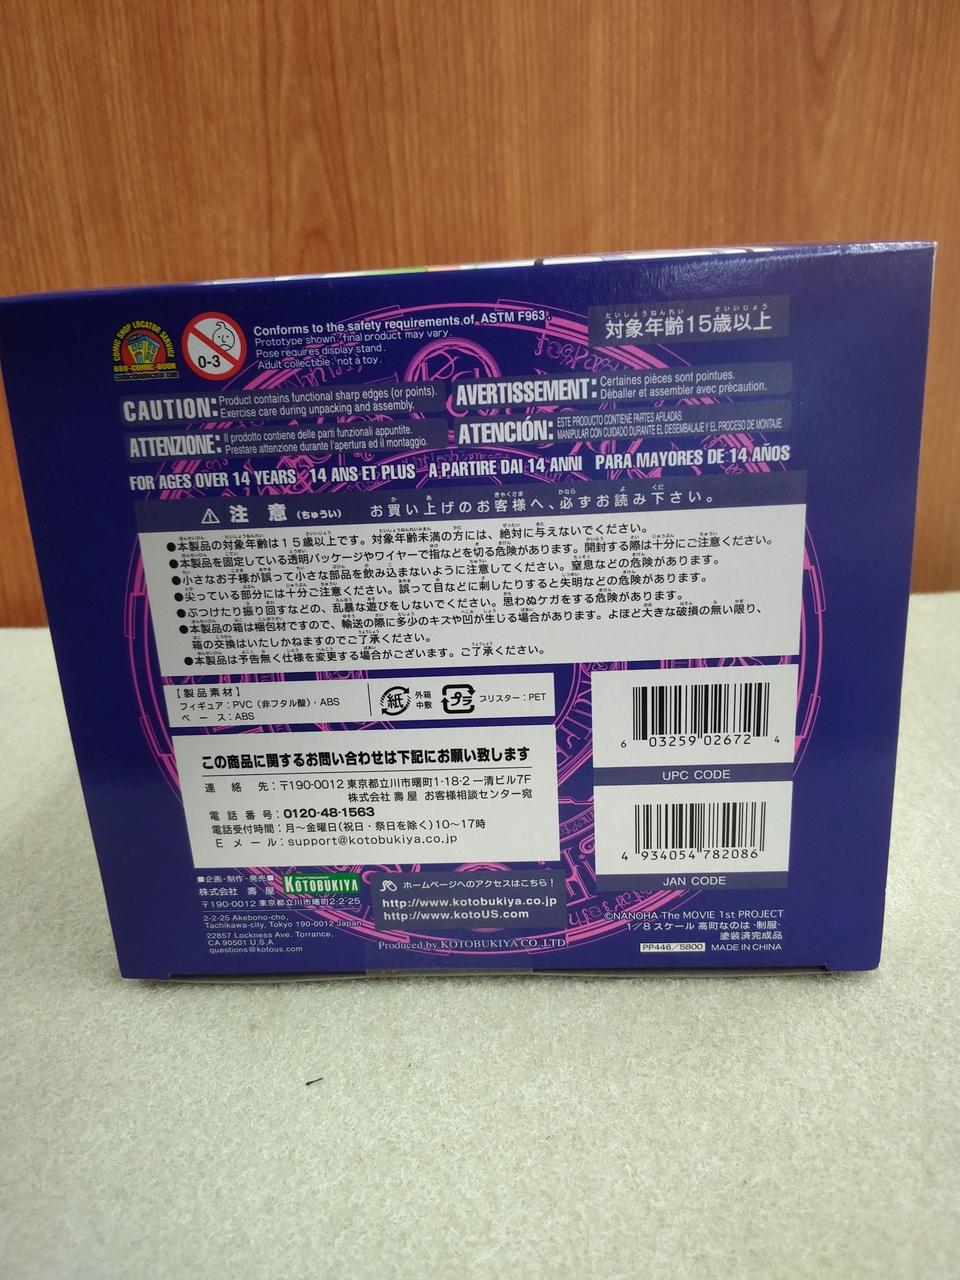 COMIC SHOP LOCATOR SERVICE
888-COMIC-BOOK
comicshoplocator.com
0-3
Conforms to the safety requirements of ASTM F963.
Prototype shown: final product may vary.
Pose requires display stand.
Adult collectible: not a toy.
対象年齢15歳以上
CAUTION: Product contains functional sharp edges (or points).
Exercise care during unpacking and assembly.
AVERTISSEMENT: Certaines pièces sont pointues.
Déballer et assembler avec précaution.
ATTENZIONE: Il prodotto contiene delle parti funzionali appuntite.
Prestare attenzione durante l'apertura ed il montaggio.
ATENCIÓN: ESTE PRODUCTO CONTIENE PARTES AFILADAS.
MANIPULAR CON CUIDADO DURANTE EL DESEMBALAJE Y EL PROCESO DE MONTAJE
FOR AGES OVER 14 YEARS 14 ANS ET PLUS A PARTIRE DAI 14 ANNI PARA MAYORES DE 14 AÑOS
⚠ 注意 (ちゅうい) お買い上げのお客様へ、必ずお読み下さい。
●本製品の対象年齢は15歳以上です。対象年齢未満の方には、絶対に与えないでください。
●本製品を固定している透明パッケージやワイヤーで指などを切る危険があります。開封する際は十分にご注意ください。
●小さなお子様が誤って小さな部品を飲み込まないように注意してください。窒息などの危険があります。
●尖っている部分には十分ご注意ください。誤って目などに刺したりすると失明などの危険があります。
●ぶつけたり振り回すなどの、乱暴な遊びをしないでください。思わぬケガをする危険があります。
●本製品の箱は梱包材ですので、輸送の際に多少のキズや凹が生じる場合があります。よほど大きな破損の無い限り、
箱の交換はいたしかねますのでご了承ください。
●本製品は予告無く仕様を変更する場合がございます。ご了承ください。
【製品素材】
フィギュア:PVC(非フタル酸)・ABS
ベース:ABS
紙
外箱
中敷
プラ
ブリスター:PET
この商品に関するお問い合わせは下記にお願い致します
連絡先:〒190-0012 東京都立川市曙町1-18-2 一清ビル7F
株式会社 壽屋 お客様相談センター宛
電話番号:0120-48-1563
電話受付時間:月〜金曜日(祝日・祭日を除く)10〜17時
Eメール:support@kotobukiya.co.jp
6 03259 02672 4
UPC CODE
4 934054 782086
JAN CODE
■企画・制作・発売■
株式会社 壽屋
CRAFTSMANSHIP
KOTOBUKIYA
〒190-0012 東京都立川市曙町2-2-25
2-2-25 Akebono-cho,
Tachikawa-city, Tokyo 190-0012 Japan
22857 Lockness Ave. Torrance,
CA 90501 U.S.A.
questions@kotous.com
ホームページへのアクセスはこちら!
http://www.kotobukiya.co.jp
http://www.kotoUS.com
Produced by KOTOBUKIYA CO.,LTD
©NANOHA The MOVIE 1st PROJECT
1/8 スケール 高町なのは -制服-
塗装済完成品
PP446/5800 MADE IN CHINA